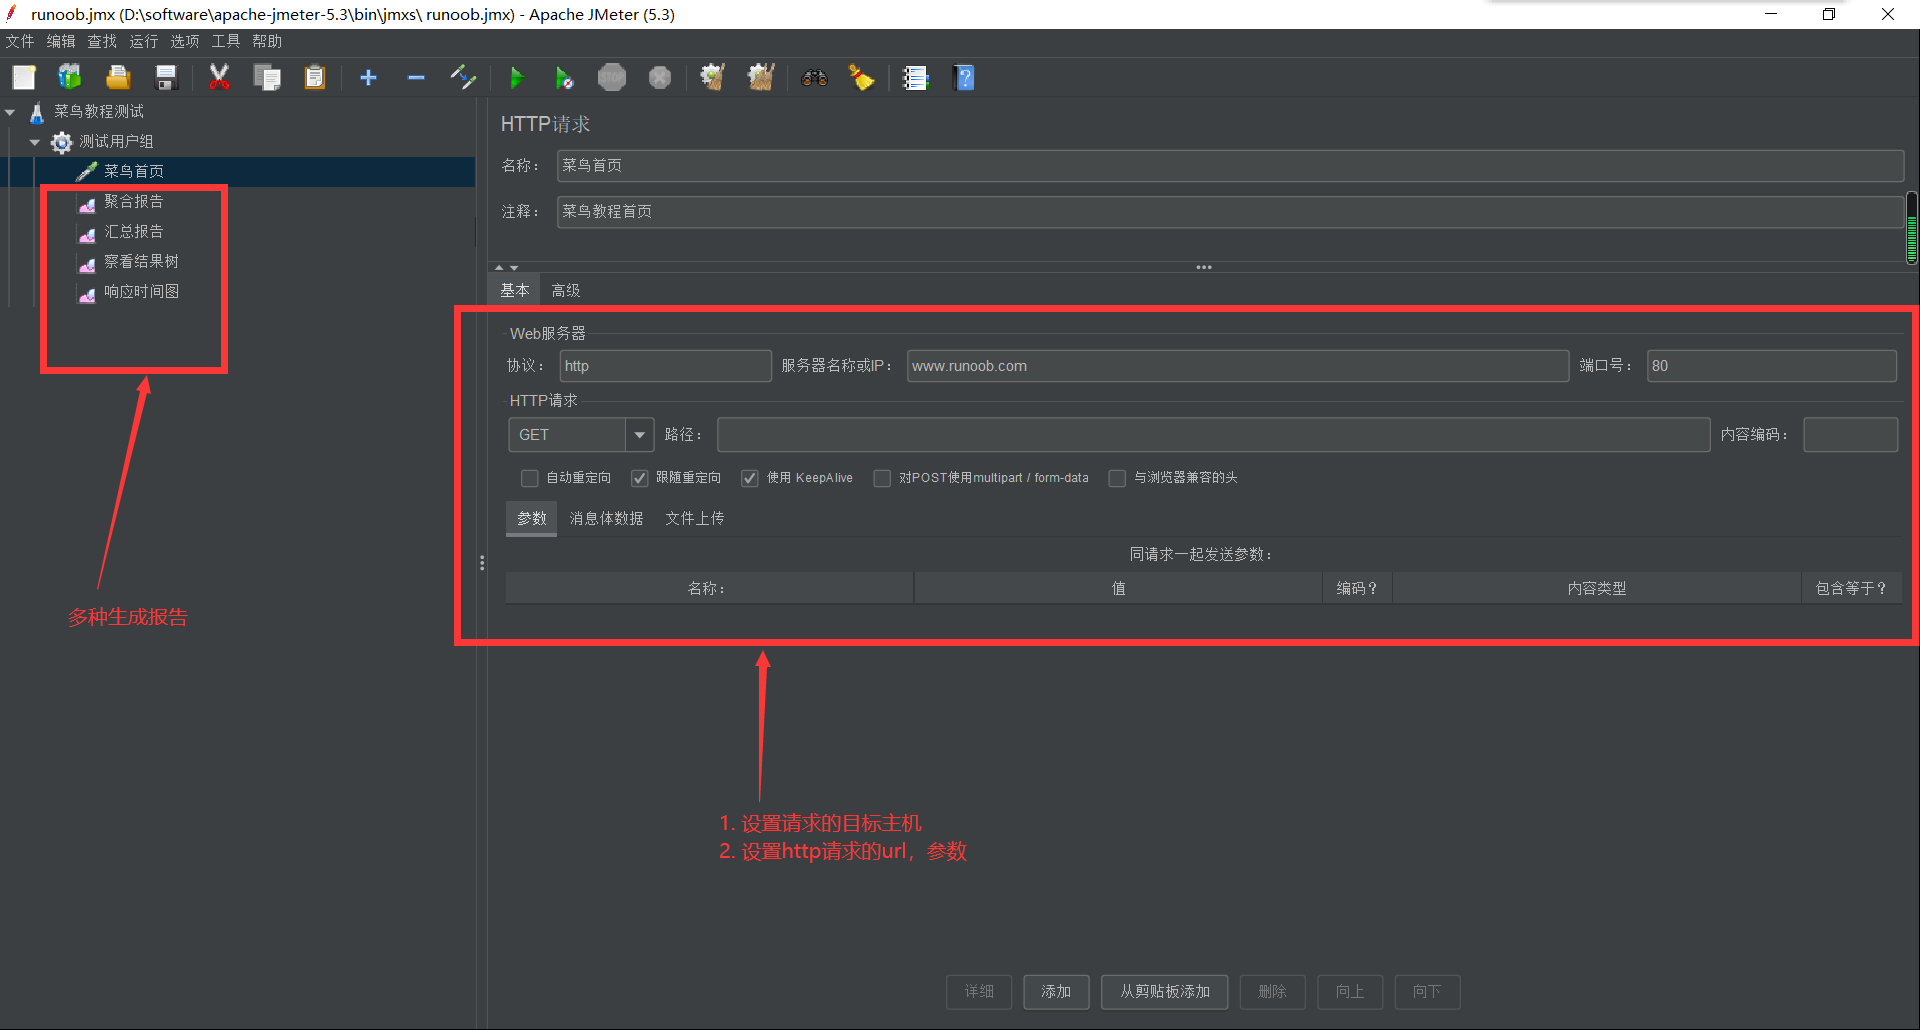 runoob.jmx (D:\software\apache-jmeter-5.3\bin\jmxs\ runoob.jmx) - Apache JMeter (5.3)
文件 编辑 查找 运行 选项 工具 帮助
STOP
菜鸟教程测试
测试用户组
菜鸟首页
聚合报告
汇总报告
察看结果树
响应时间图
多种生成报告
HTTP请求
名称： 菜鸟首页
注释： 菜鸟教程首页
基本 高级
Web服务器
协议： http 服务器名称或IP： www.runoob.com 端口号： 80
HTTP请求
GET 路径： 内容编码：
自动重定向 跟随重定向 使用 KeepAlive 对POST使用multipart / form-data 与浏览器兼容的头
参数 消息体数据 文件上传
同请求一起发送参数：
名称： 值 编码？ 内容类型 包含等于？
1. 设置请求的目标主机
2. 设置http请求的url，参数
详细 添加 从剪贴板添加 删除 向上 向下